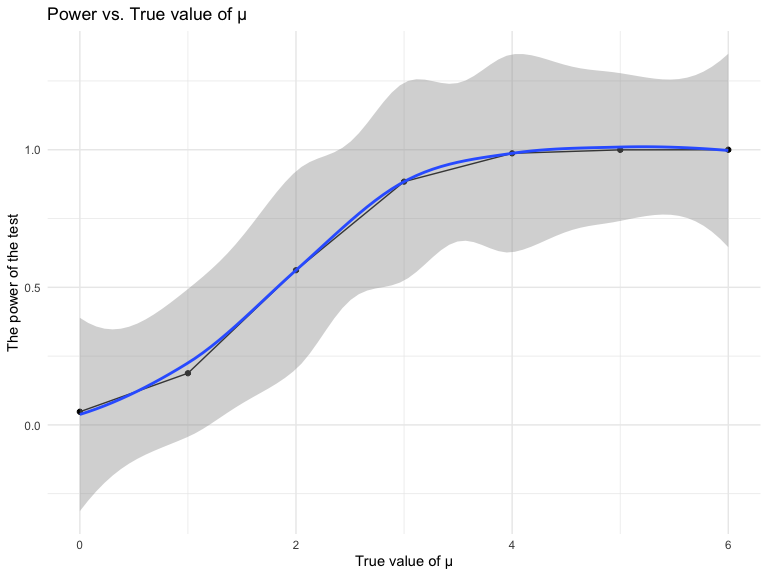 Power vs. True value of μ
The power of the test
1.0
0.5
0.0
0 2 4 6
True value of μ